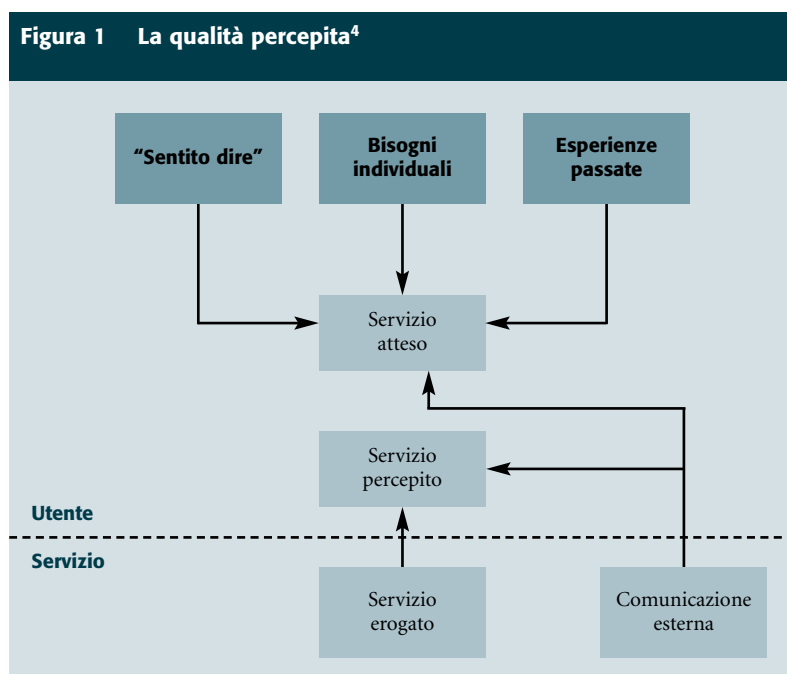 Figura 1 La qualità percepita⁴
"Sentito dire"
Bisogni
individuali
Esperienze
passate
Servizio
atteso
Servizio
percepito
Utente
Servizio
Servizio
erogato
Comunicazione
esterna